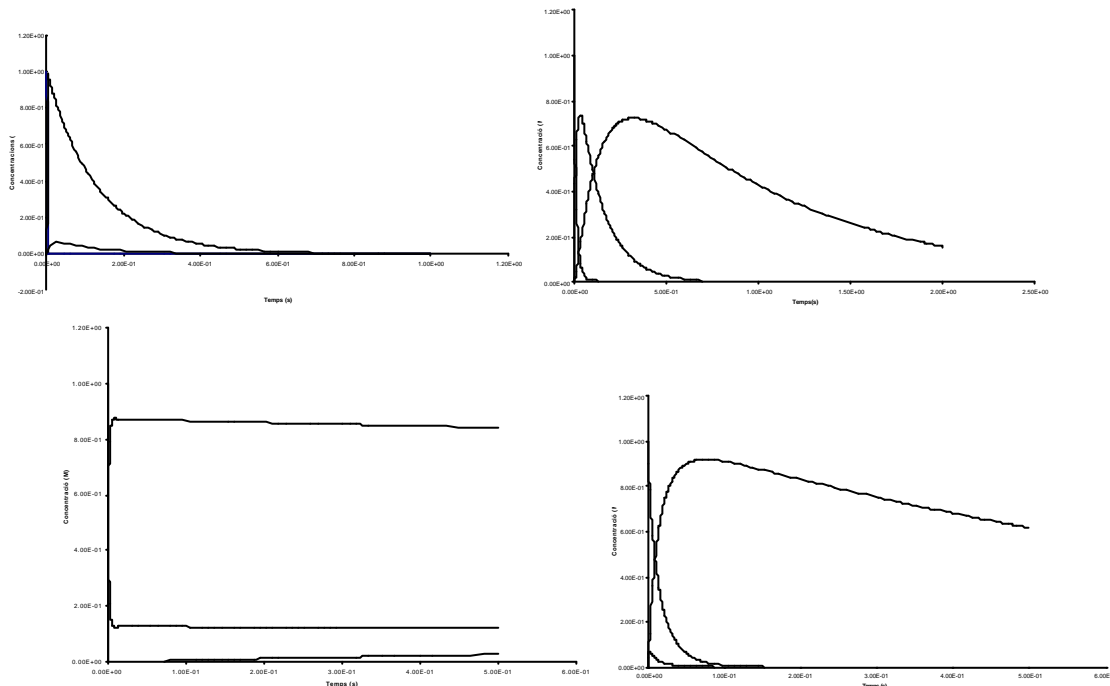 1.20E+00
1.00E+00
8.00E-01
6.00E-01
4.00E-01
2.00E-01
0.00E+00
-2.00E-01
Concentracions (
0.00E+00 2.00E-01 4.00E-01 6.00E-01 8.00E-01 1.00E+00 1.20E+00
Temps (s)
1.20E+00
1.00E+00
8.00E-01
6.00E-01
4.00E-01
2.00E-01
0.00E+00
Concentració (
0.00E+00 5.00E-01 1.00E+00 1.50E+00 2.00E+00 2.50E+00
Temps(s)
1.20E+00
1.00E+00
8.00E-01
6.00E-01
4.00E-01
2.00E-01
0.00E+00
Concentració (M)
0.00E+00 1.00E-01 2.00E-01 3.00E-01 4.00E-01 5.00E-01 6.00E-01
Temps (s)
1.20E+00
1.00E+00
8.00E-01
6.00E-01
4.00E-01
2.00E-01
0.00E+00
Concentració (
0.00E+00 1.00E-01 2.00E-01 3.00E-01 4.00E-01 5.00E-01 6.00E
Temps (s)